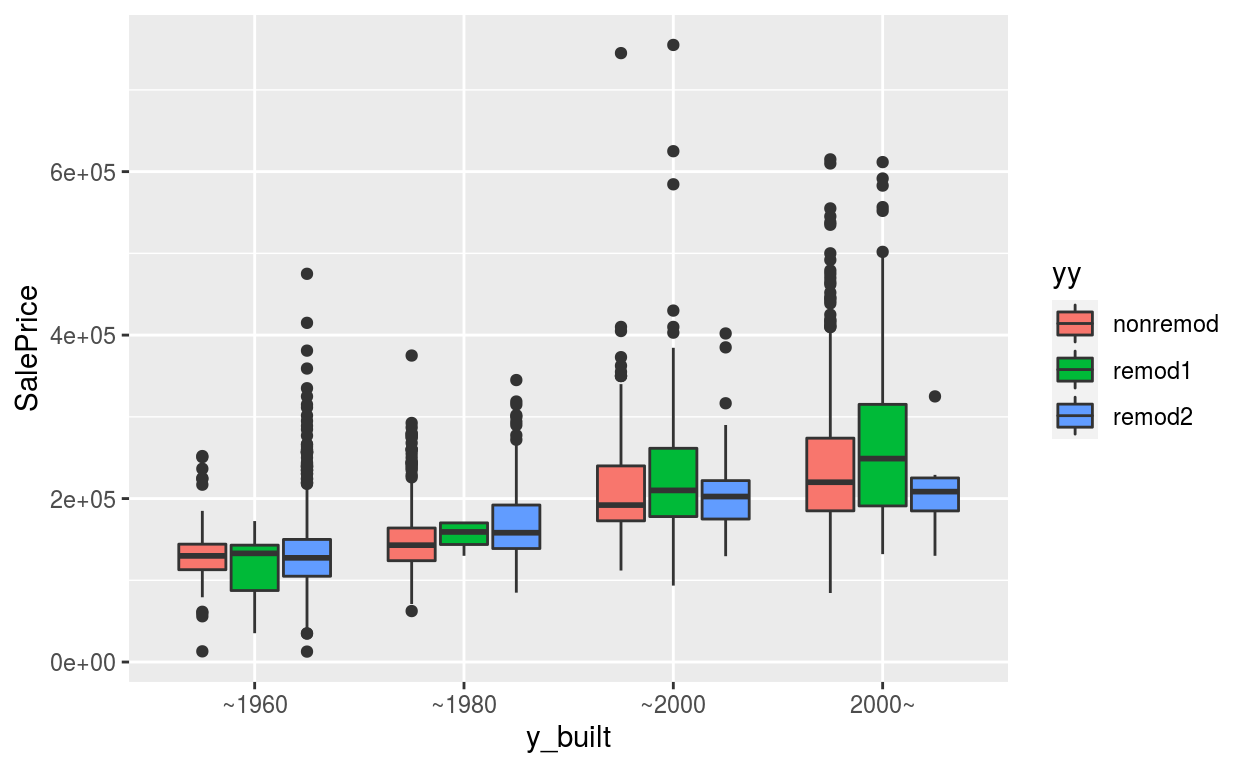 6e+05
4e+05
2e+05
0e+00
SalePrice
~1960 ~1980 ~2000 2000~
y_built
yy
nonremod
remod1
remod2